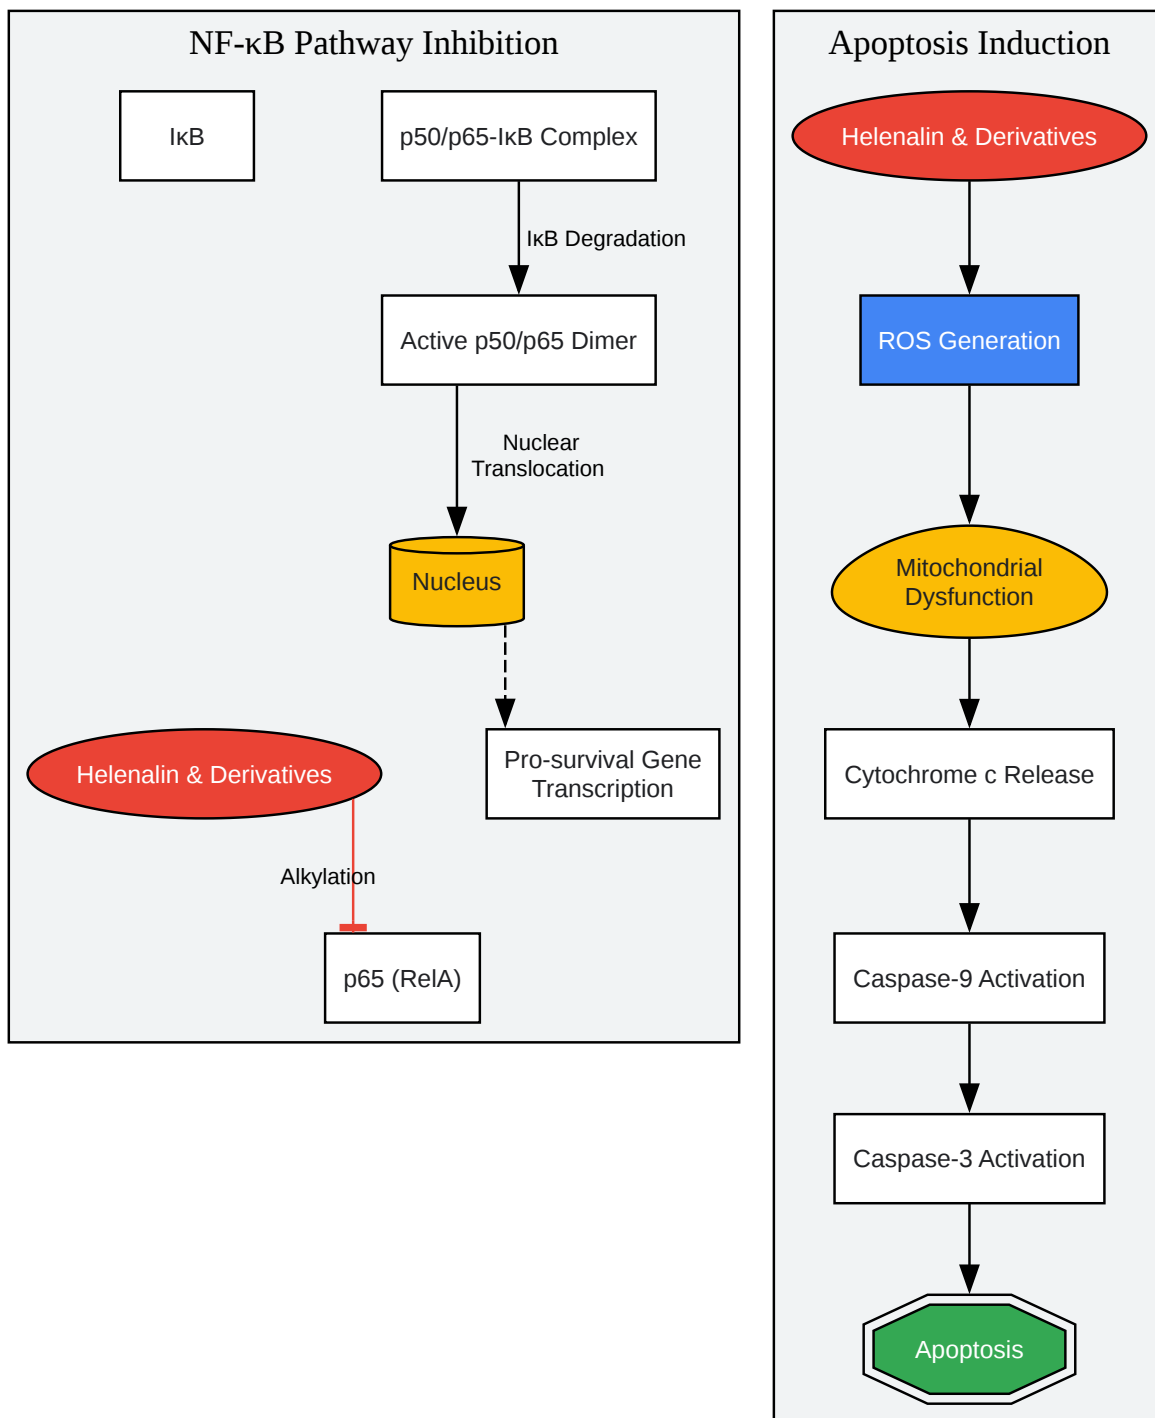 NF-κB Pathway Inhibition
IκB
p50/p65-IκB Complex
IκB Degradation
Active p50/p65 Dimer
Nuclear
Translocation
Nucleus
Helenalin & Derivatives
Pro-survival Gene
Transcription
Alkylation
p65 (RelA)
Apoptosis Induction
Helenalin & Derivatives
ROS Generation
Mitochondrial
Dysfunction
Cytochrome c Release
Caspase-9 Activation
Caspase-3 Activation
Apoptosis